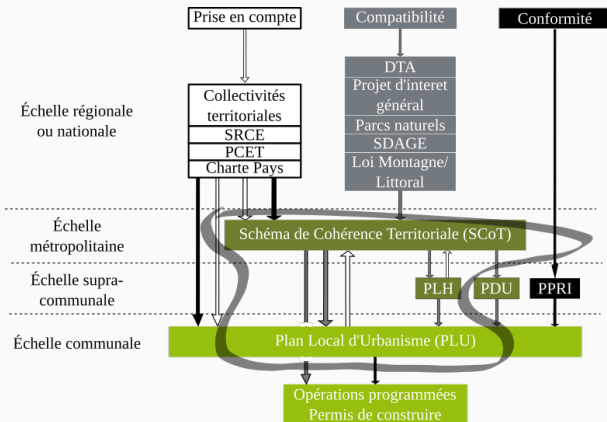 Prise en compte
Compatibilité
Conformité
Échelle régionale
ou nationale
Collectivités
territoriales
SRCE
PCET
Charte Pays
DTA
Projet d'interet
général
Parcs naturels
SDAGE
Loi Montagne/
Littoral
Échelle
métropolitaine
Schéma de Cohérence Territoriale (SCoT)
Échelle supra-
communale
PLH
PDU
PPRI
Échelle communale
Plan Local d'Urbanisme (PLU)
Opérations programmées
Permis de construire